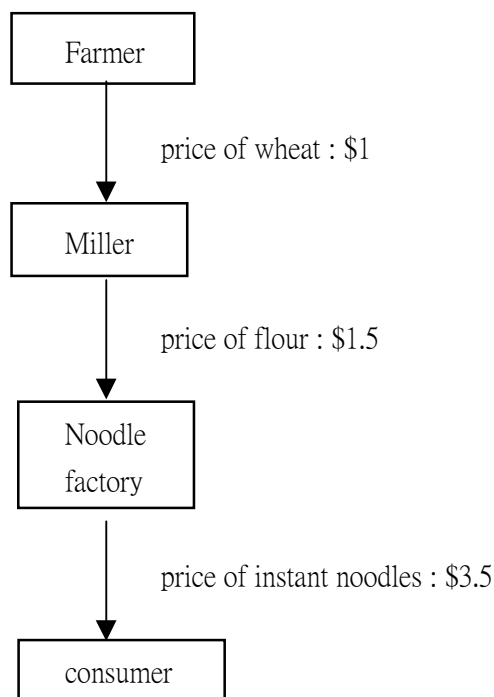 Farmer
price of wheat : $1
Miller
price of flour : $1.5
Noodle
factory
price of instant noodles : $3.5
consumer